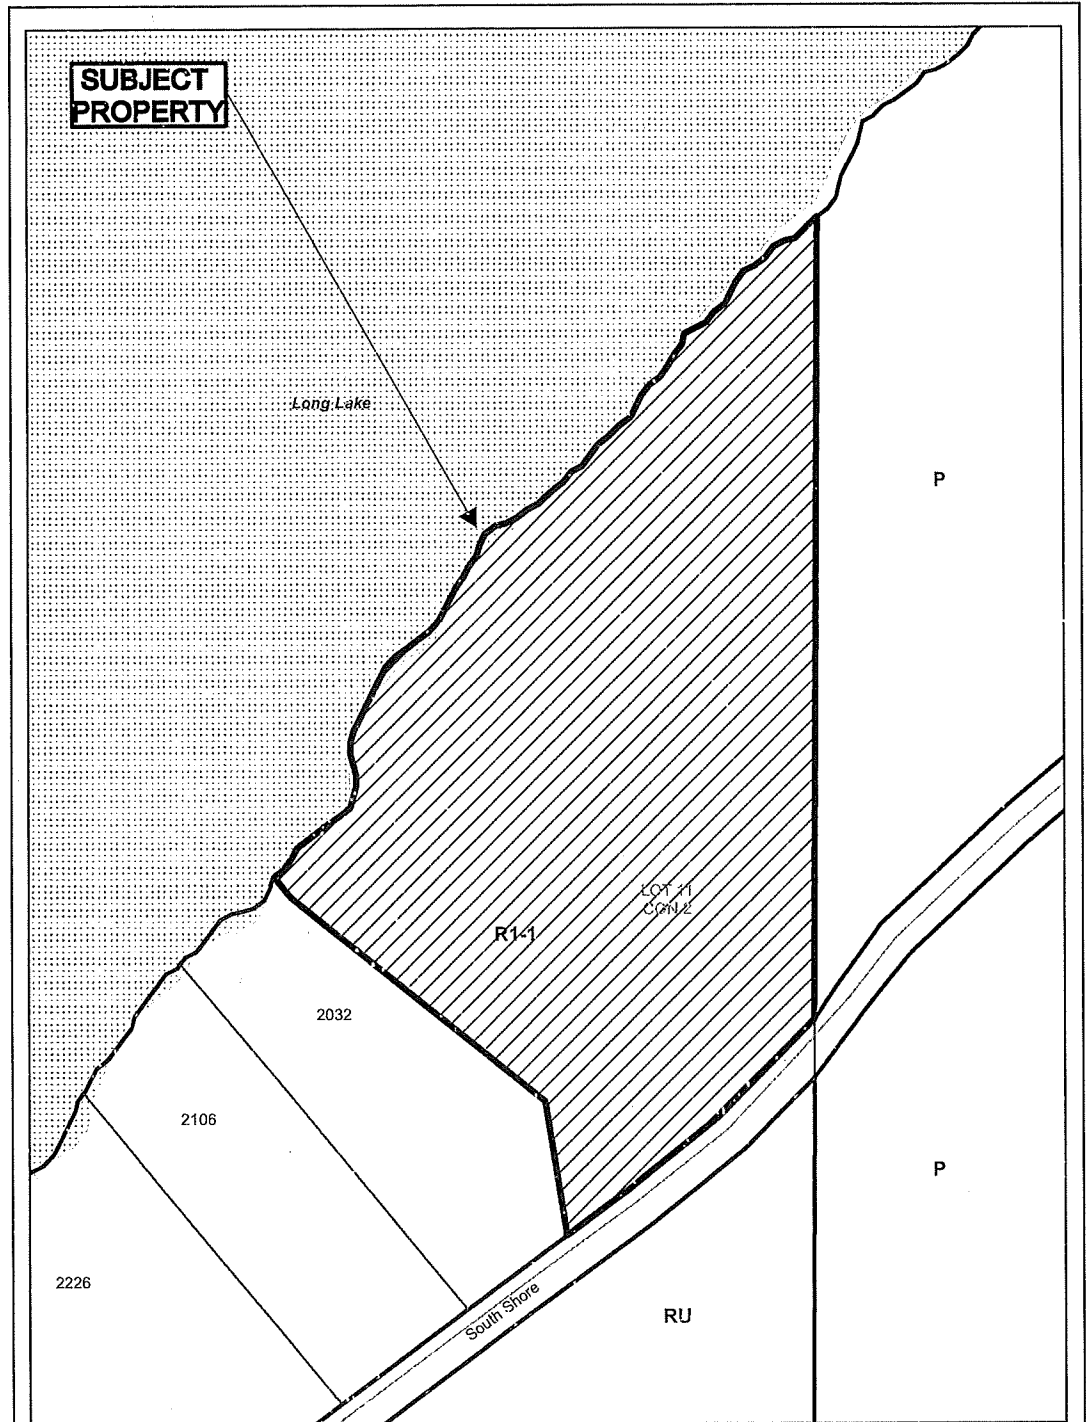 SUBJECT
PROPERTY
Long Lake
P
LOT 11
CON 2
R1-1
2032
2106
P
2226
South Shore
RU